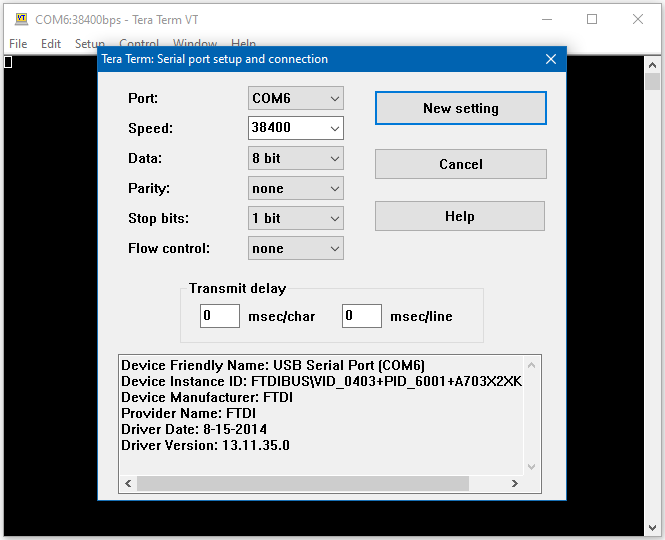 VT
COM6:38400bps - Tera Term VT
File Edit Setup Control Window Help
Tera Term: Serial port setup and connection
Port: COM6
New setting
Speed: 38400
Data: 8 bit
Cancel
Parity: none
Stop bits: 1 bit
Help
Flow control: none
Transmit delay
0 msec/char 0 msec/line
Device Friendly Name: USB Serial Port (COM6)
Device Instance ID: FTDIBUS\VID_0403+PID_6001+A703X2XK
Device Manufacturer: FTDI
Provider Name: FTDI
Driver Date: 8-15-2014
Driver Version: 13.11.35.0